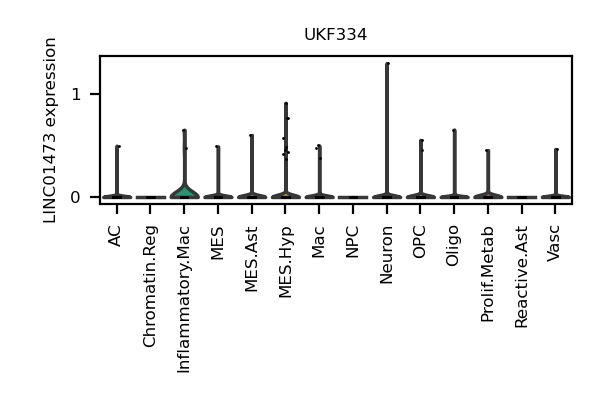 UKF334
LINC01473 expression
1
0
AC
Chromatin.Reg
Inflammatory.Mac
MES
MES.Ast
MES.Hyp
Mac
NPC
Neuron
OPC
Oligo
Prolif.Metab
Reactive.Ast
Vasc